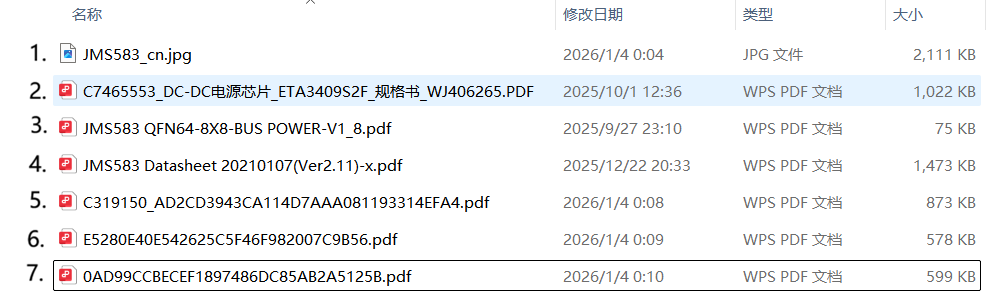 名称 修改日期 类型 大小
1. JMS583_cn.jpg 2026/1/4 0:04 JPG 文件 2,111 KB
2. C7465553_DC-DC电源芯片_ETA3409S2F_规格书_WJ406265.PDF 2025/10/1 12:36 WPS PDF 文档 1,022 KB
3. JMS583 QFN64-8X8-BUS POWER-V1_8.pdf 2025/9/27 23:10 WPS PDF 文档 75 KB
4. JMS583 Datasheet 20210107(Ver2.11)-x.pdf 2025/12/22 20:33 WPS PDF 文档 1,473 KB
5. C319150_AD2CD3943CA114D7AAA081193314EFA4.pdf 2026/1/4 0:08 WPS PDF 文档 873 KB
6. E5280E40E542625C5F46F982007C9B56.pdf 2026/1/4 0:09 WPS PDF 文档 578 KB
7. 0AD99CCBECEF1897486DC85AB2A5125B.pdf 2026/1/4 0:10 WPS PDF 文档 599 KB